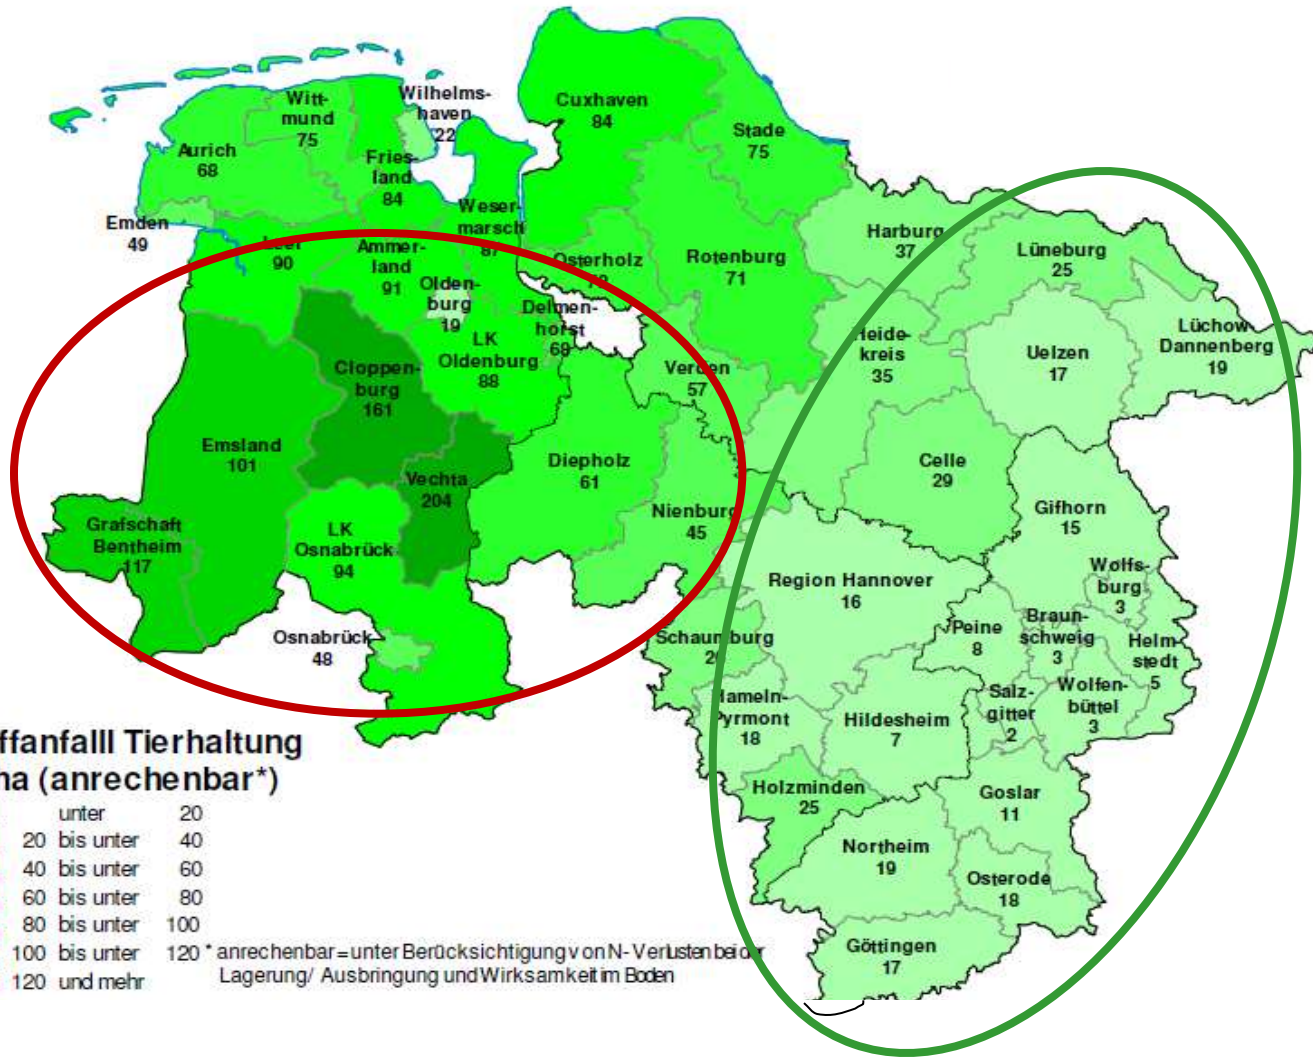 Cuxhaven
84
Stade
75
Witt-
mund
75
Wilhelms-
haven
22
Aurich
68
Fries-
land
84
Emden
49
Leer
90
Weser-
marsch
87
Ammer-
land
91
Osterholz
Rotenburg
71
Harburg
37
Lüneburg
25
Olden-
burg
19
Delmen-
horst
68
LK
Oldenburg
88
Cloppen-
burg
161
Verden
57
Heide-
kreis
35
Uelzen
17
Lüchow
Dannenberg
19
Emsland
101
Vechta
204
Diepholz
61
Nienburg
45
Celle
29
Gifhorn
15
Grafschaft
Bentheim
117
LK
Osnabrück
94
Osnabrück
48
Region Hannover
16
Wolfs-
burg
3
Peine
8
Braun-
schweig
3
Helm-
stedt
5
Schaumburg
Hameln-
Pyrmont
18
Hildesheim
7
Salz-
gitter
2
Wolfen-
büttel
3
Holzminden
25
Goslar
11
Northeim
19
Osterode
18
Göttingen
17
ffanfalll Tierhaltung
ha (anrechenbar*)
unter 20
20 bis unter 40
40 bis unter 60
60 bis unter 80
80 bis unter 100
100 bis unter 120
120 und mehr
* anrechenbar=unter Berücksichtigung von N-Verlusten bei der
Lagerung/ Ausbringung und Wirksamkeit im Boden